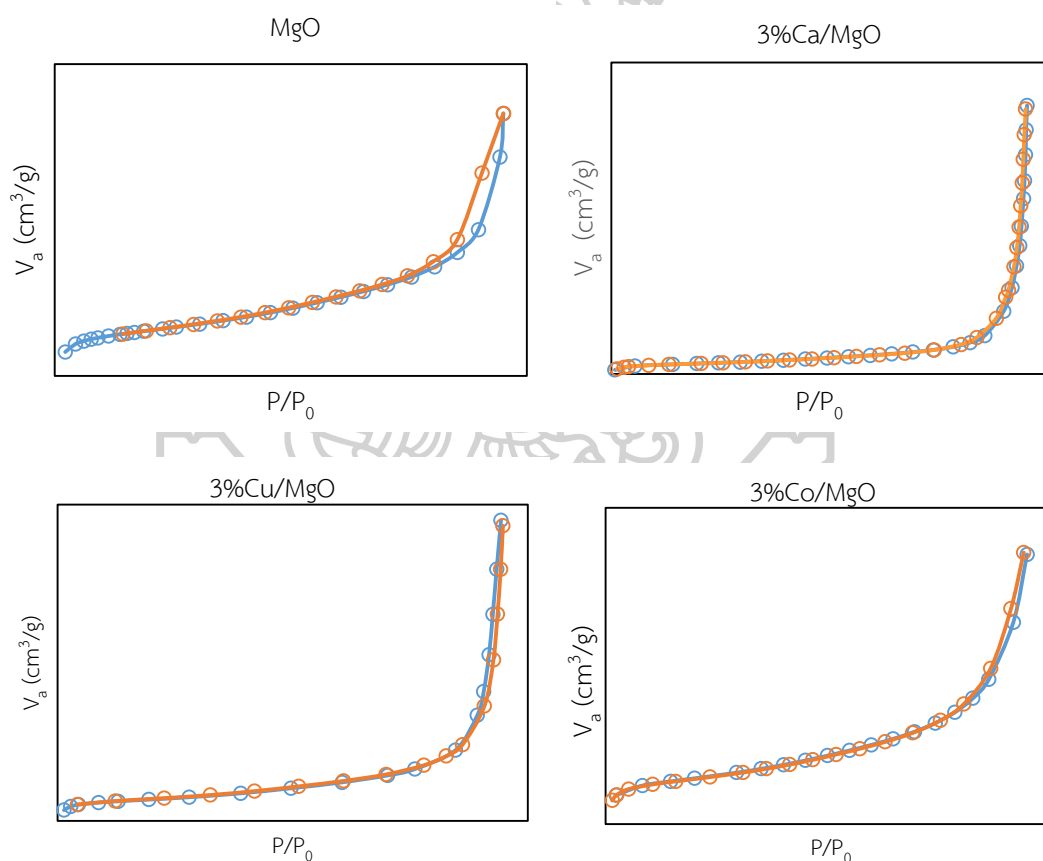 MgO
3%Ca/MgO
Vₐ (cm³/g)
Vₐ (cm³/g)
P/P₀
P/P₀
3%Cu/MgO
3%Co/MgO
Vₐ (cm³/g)
Vₐ (cm³/g)
P/P₀
P/P₀